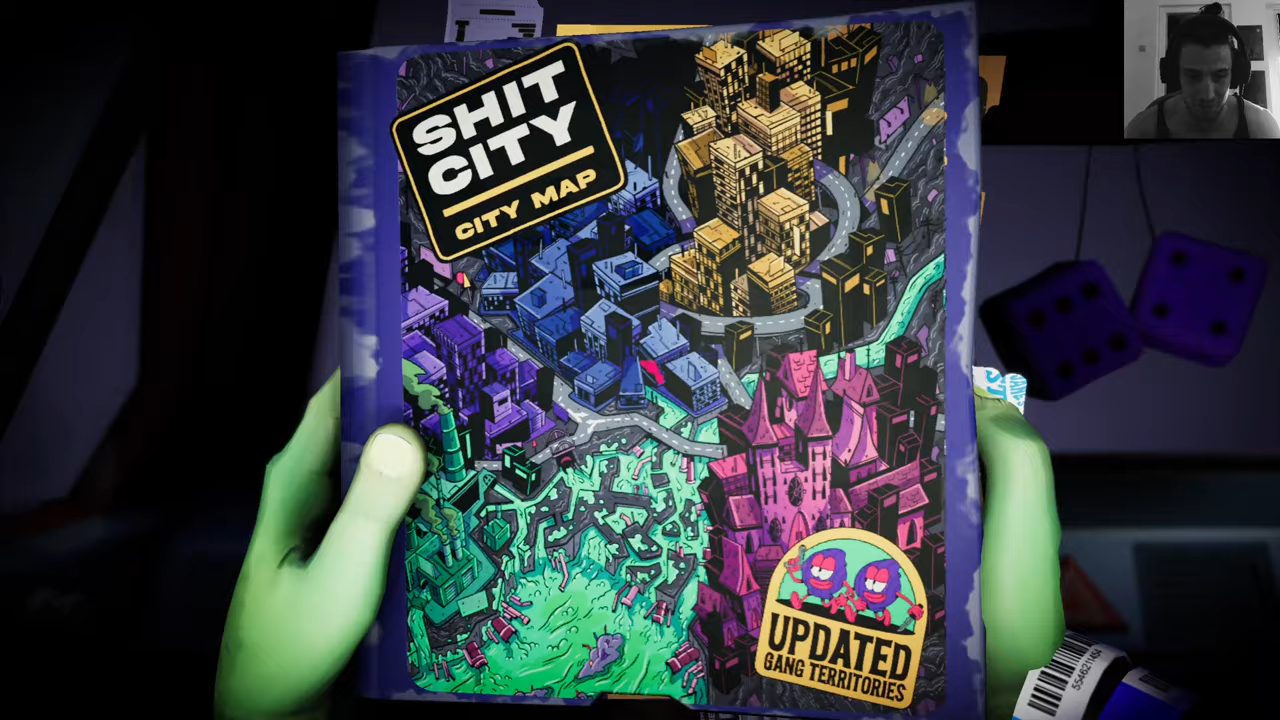 SHIT
CITY
CITY MAP
UPDATED
GANG TERRITORIES